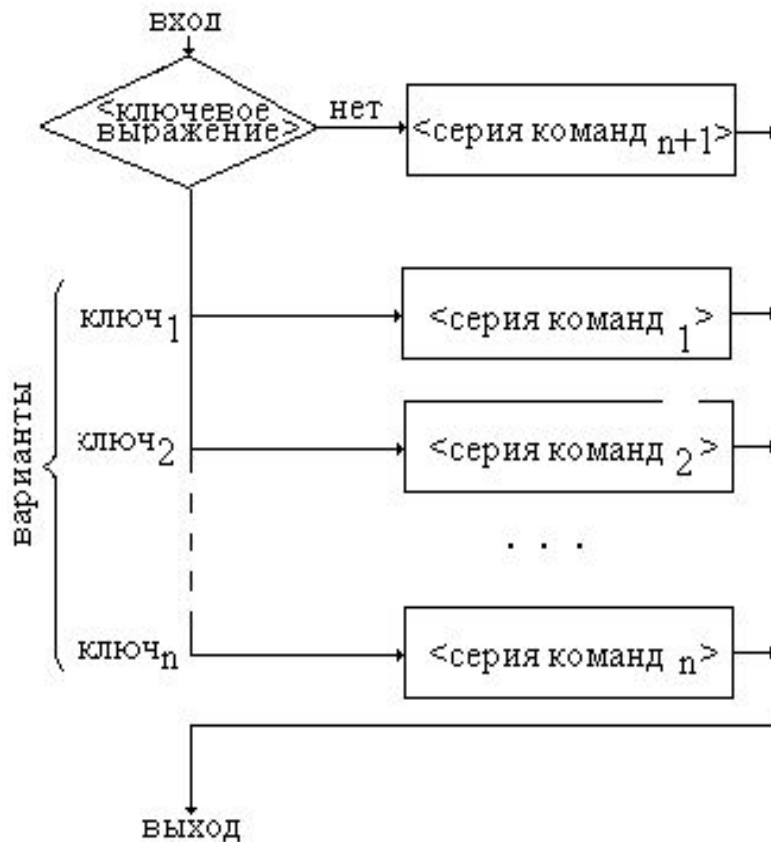 вход
<ключевое
выражение>
нет
<серия команд n+1>
ключ1
<серия команд 1>
ключ2
<серия команд 2>
варианты
. . .
ключn
<серия команд n>
выход